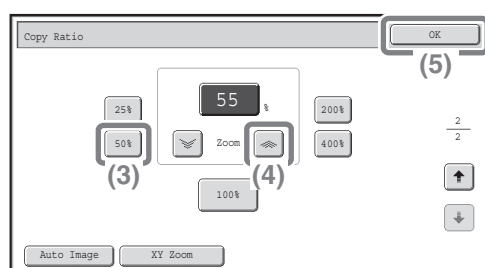 Copy Ratio
OK
(5)
55 %
25%
200%
50%
Zoom
400%
(3)
(4)
100%
2
2
Auto Image
XY Zoom